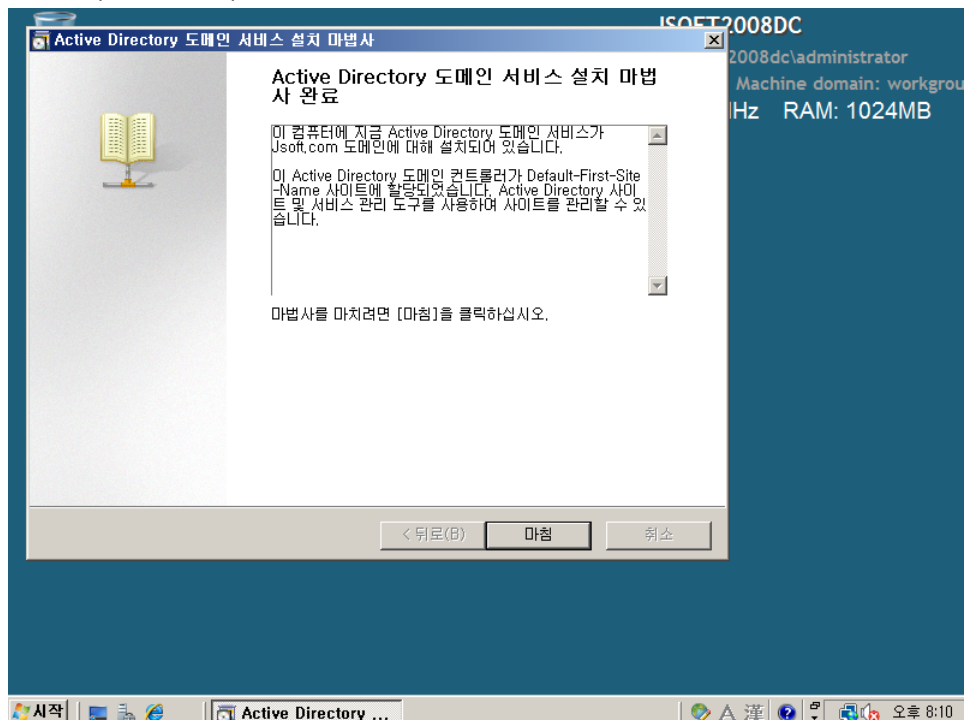 JSOFT2008DC
Active Directory 도메인 서비스 설치 마법사
2008dc\administrator
Machine domain: workgrou
Hz RAM: 1024MB
Active Directory 도메인 서비스 설치 마법
사 완료
이 컴퓨터에 지금 Active Directory 도메인 서비스가
Jsoft.com 도메인에 대해 설치되어 있습니다.
이 Active Directory 도메인 컨트롤러가 Default-First-Site
-Name 사이트에 할당되었습니다. Active Directory 사이
트 및 서비스 관리 도구를 사용하여 사이트를 관리할 수 있
습니다.
마법사를 마치려면 [마침]을 클릭하십시오.
< 뒤로(B) 마침 취소
시작 Active Directory ... A 漢 오후 8:10